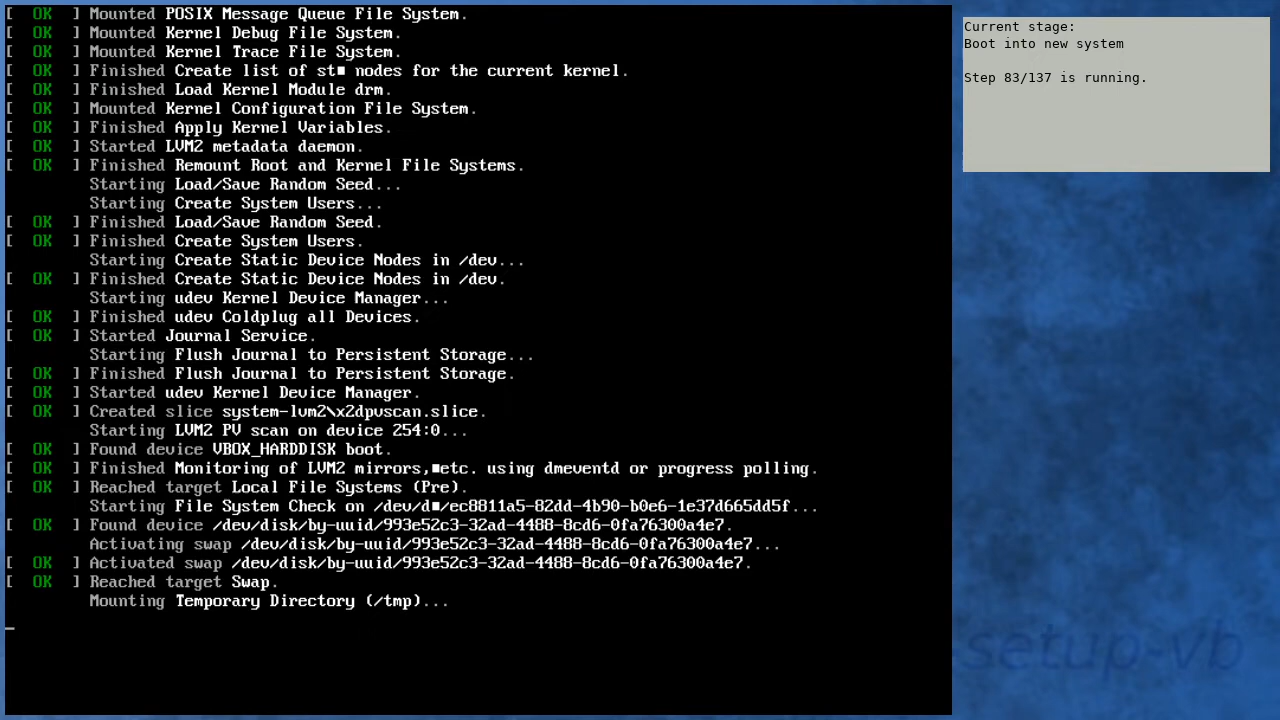 [  OK  ] Mounted POSIX Message Queue File System.
[  OK  ] Mounted Kernel Debug File System.
[  OK  ] Mounted Kernel Trace File System.
[  OK  ] Finished Create list of st■ nodes for the current kernel.
[  OK  ] Finished Load Kernel Module drm.
[  OK  ] Mounted Kernel Configuration File System.
[  OK  ] Finished Apply Kernel Variables.
[  OK  ] Started LVM2 metadata daemon.
[  OK  ] Finished Remount Root and Kernel File Systems.
Starting Load/Save Random Seed...
Starting Create System Users...
[  OK  ] Finished Load/Save Random Seed.
[  OK  ] Finished Create System Users.
Starting Create Static Device Nodes in /dev...
[  OK  ] Finished Create Static Device Nodes in /dev.
Starting udev Kernel Device Manager...
[  OK  ] Finished udev Coldplug all Devices.
[  OK  ] Started Journal Service.
Starting Flush Journal to Persistent Storage...
[  OK  ] Finished Flush Journal to Persistent Storage.
[  OK  ] Started udev Kernel Device Manager.
[  OK  ] Created slice system-lvm2\x2dpvscan.slice.
Starting LVM2 PV scan on device 254:0...
[  OK  ] Found device VBOX_HARDDISK boot.
[  OK  ] Finished Monitoring of LVM2 mirrors,■etc. using dmeventd or progress polling.
[  OK  ] Reached target Local File Systems (Pre).
Starting File System Check on /dev/d■/ec8811a5-82dd-4b90-b0e6-1e37d665dd5f...
[  OK  ] Found device /dev/disk/by-uuid/993e52c3-32ad-4488-8cd6-0fa76300a4e7.
Activating swap /dev/disk/by-uuid/993e52c3-32ad-4488-8cd6-0fa76300a4e7...
[  OK  ] Activated swap /dev/disk/by-uuid/993e52c3-32ad-4488-8cd6-0fa76300a4e7.
[  OK  ] Reached target Swap.
Mounting Temporary Directory (/tmp)...
Current stage:
Boot into new system
Step 83/137 is running.
setup-vb